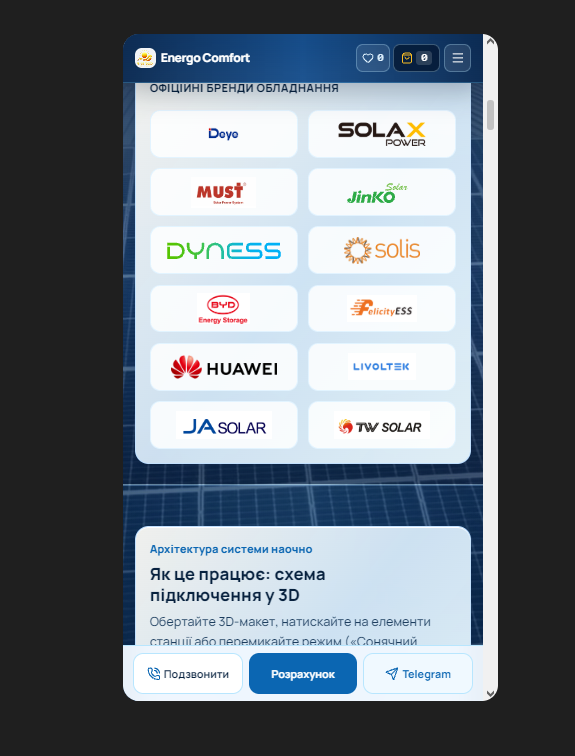 Energo Comfort
0
0
ОФІЦІЙНІ БРЕНДИ ОБЛАДНАННЯ
Deye
SOLAX
POWER
MUST
JinKO Solar
DYNESS
solis
BYD
Energy Storage
FelicityESS
HUAWEI
LIVOLTEK
JA SOLAR
TW SOLAR
Архітектура системи наочно
Як це працює: схема
підключення у 3D
Обертайте 3D-макет, натискайте на елементи
станції або перемикайте режим («Сонячний
Подзвонити
Розрахунок
Telegram